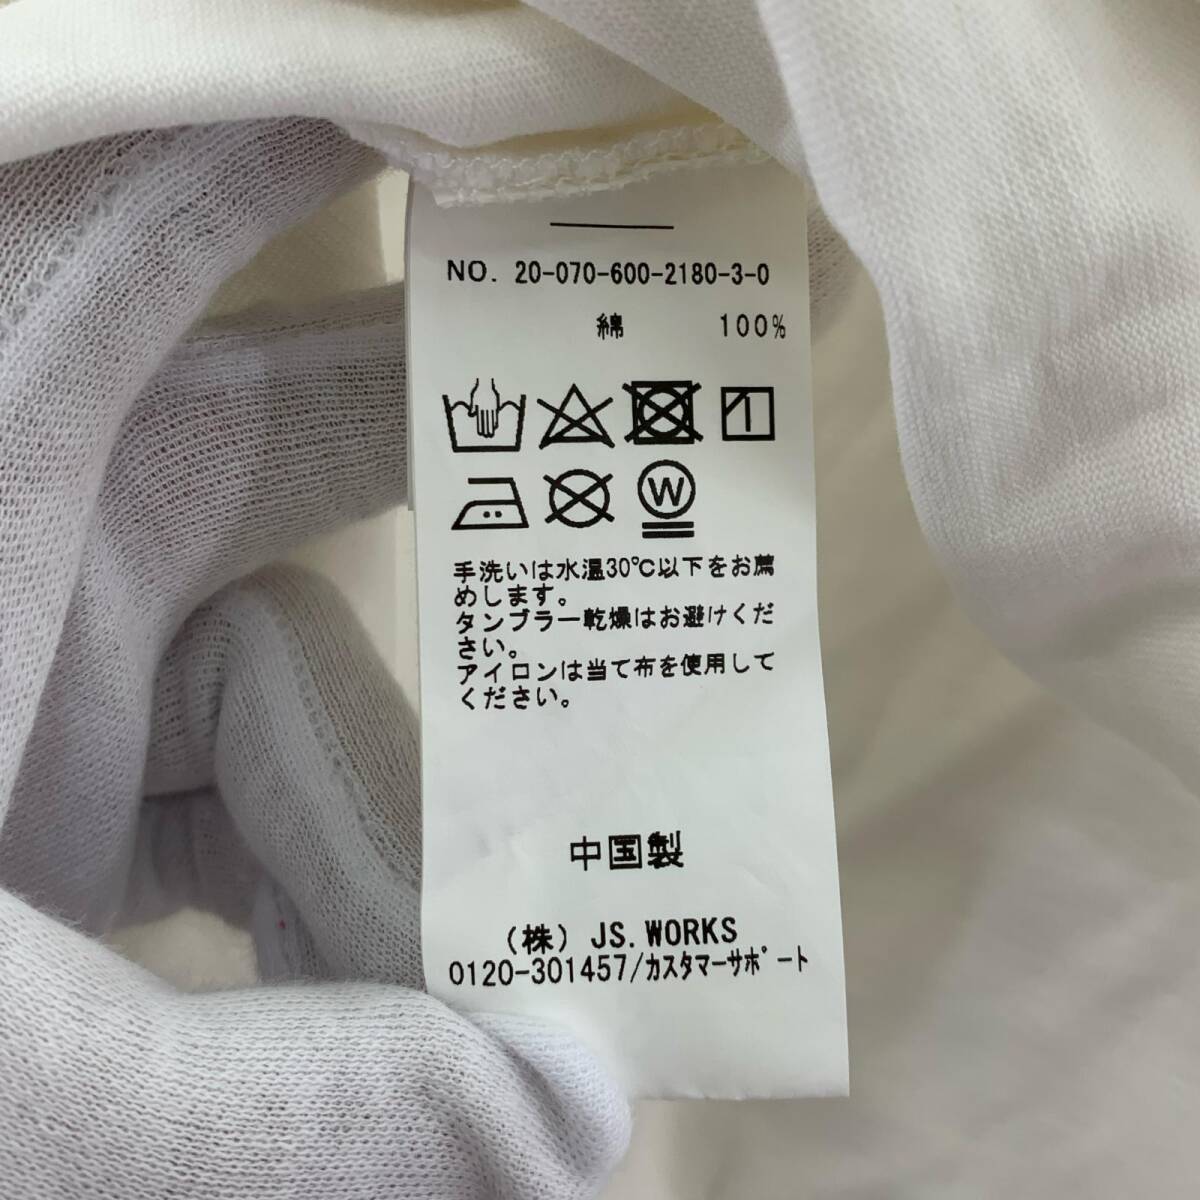 NO. 20-070-600-2180-3-0
綿 100%
W
手洗いは水温30℃以下をお薦
めします。
タンブラー乾燥はお避けくだ
さい。
アイロンは当て布を使用して
ください。
中国製
(株) JS.WORKS
0120-301457/カスタマーサポート